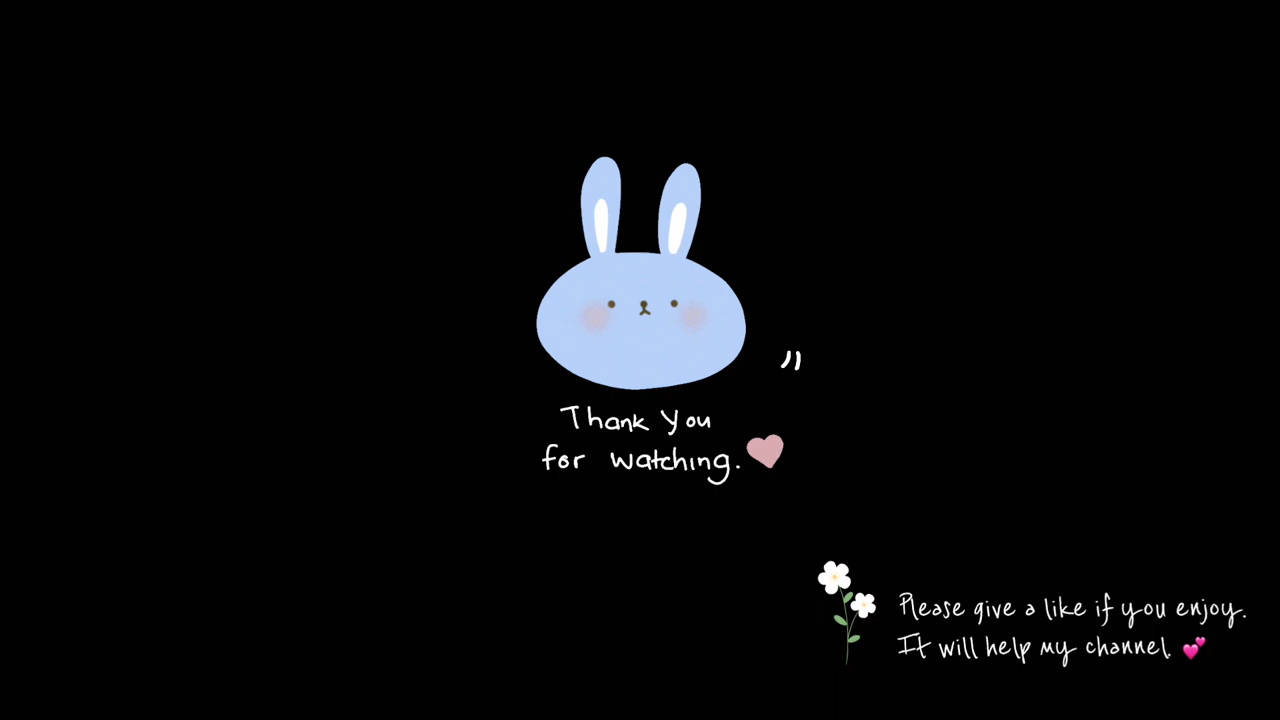 Thank you
for watching.
Please give a like if you enjoy.
It will help my channel. 💕